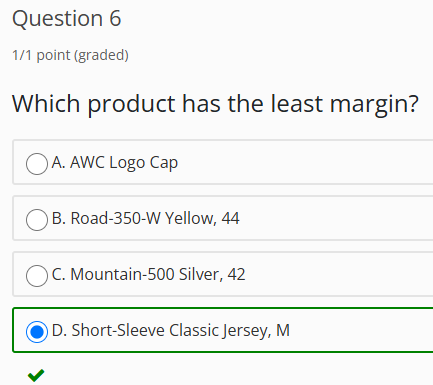 Question 6
1/1 point (graded)
Which product has the least margin?
A. AWC Logo Cap
B. Road-350-W Yellow, 44
C. Mountain-500 Silver, 42
D. Short-Sleeve Classic Jersey, M